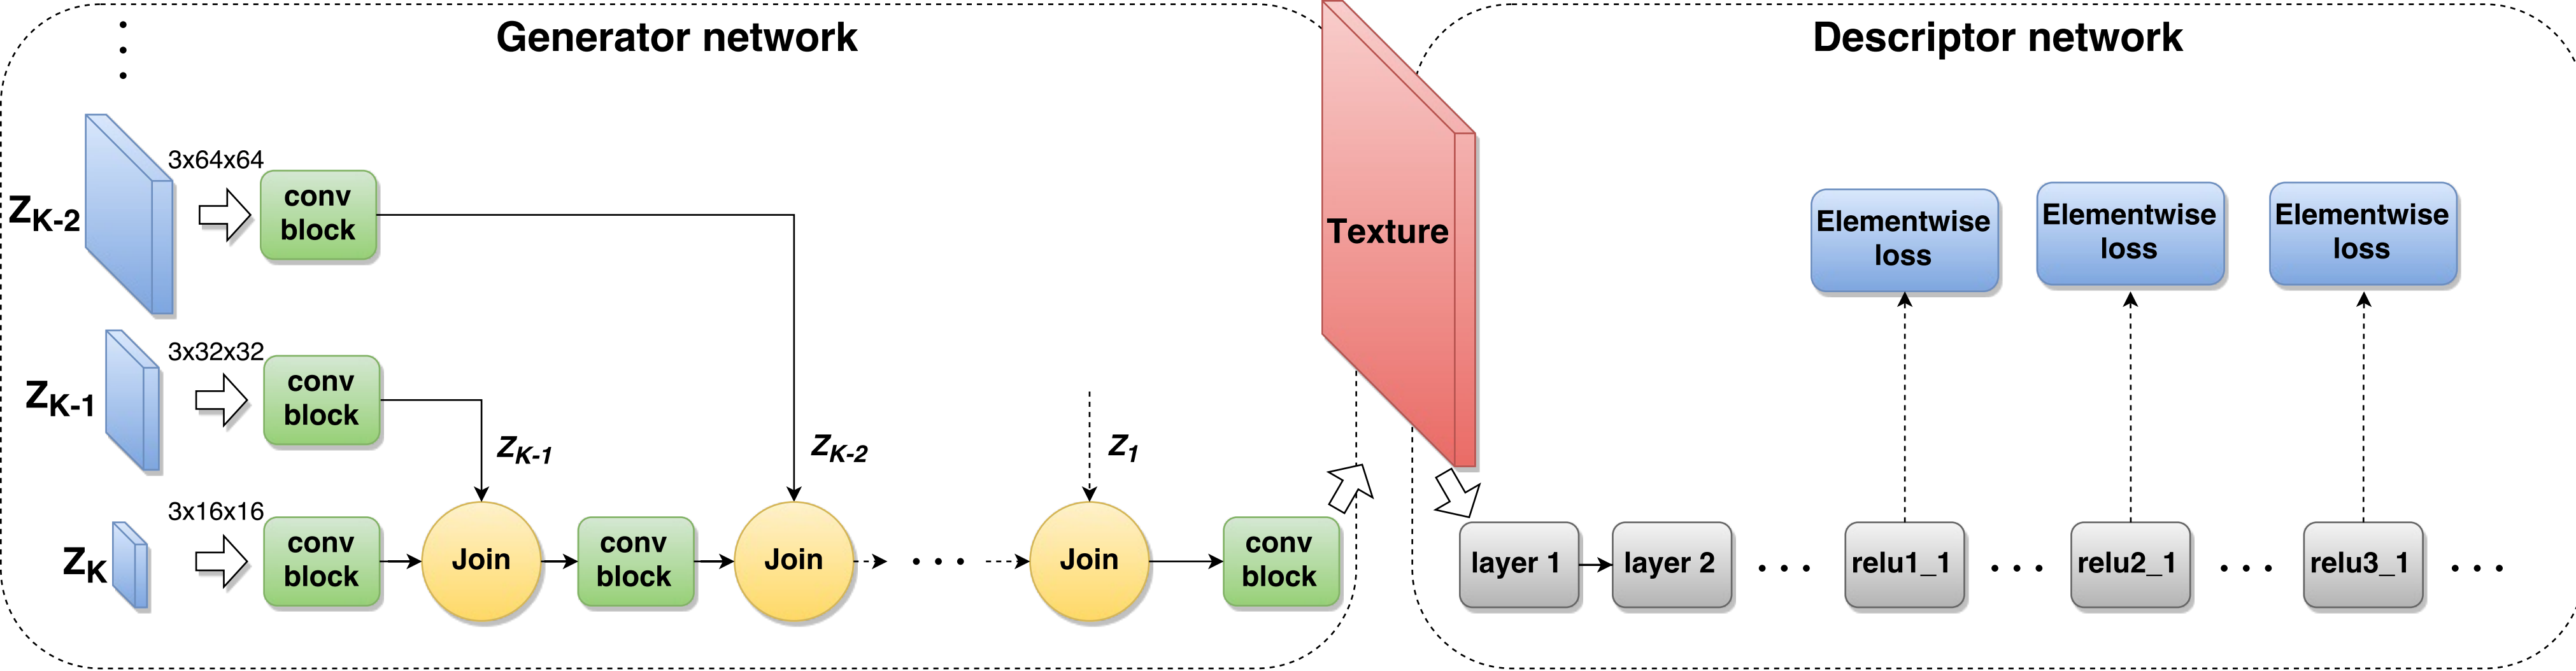 Generator network
Descriptor network
3x64x64
conv
block
Z_K-2
3x32x32
conv
block
Z_K-1
Z_K-1
Z_K-2
Z_1
3x16x16
Z_K
conv
block
Join
conv
block
Join
Join
conv
block
Texture
Elementwise
loss
Elementwise
loss
Elementwise
loss
layer 1
layer 2
relu1_1
relu2_1
relu3_1